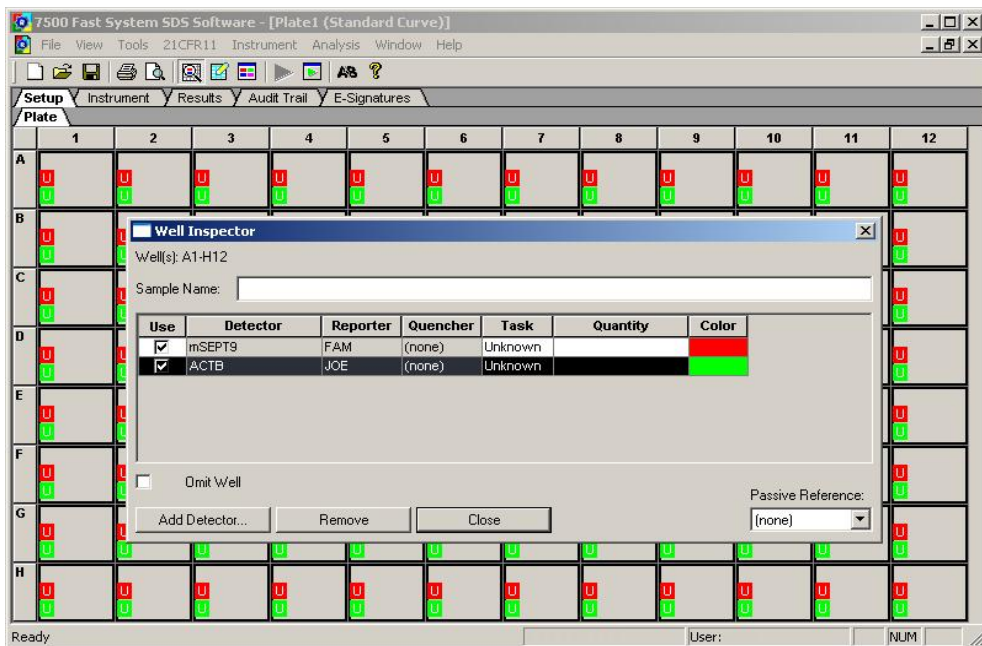 7500 Fast System SDS Software - [Plate1 (Standard Curve)]
File View Tools 21CFR11 Instrument Analysis Window Help
Setup Instrument Results Audit Trail E-Signatures
Plate
1 2 3 4 5 6 7 8 9 10 11 12
A
U U U U U U U U U U U U
U U U U U U U U U U U U
B
Well Inspector
U U U
U U
Well(s): A1-H12
C
Sample Name:
U U U
U U
Use Detector Reporter Quencher Task Quantity Color
D
mSEPT9 FAM (none) Unknown
ACTB JOE (none) Unknown
U U U
U U
E
U U U
U U
F
U U U
U U
Omit Well
Passive Reference:
G
Add Detector... Remove Close (none)
U U
U U U U U U U U U U U U
H
U U U U U U U U U U U U
U U U U U U U U U U U U
Ready User: NUM